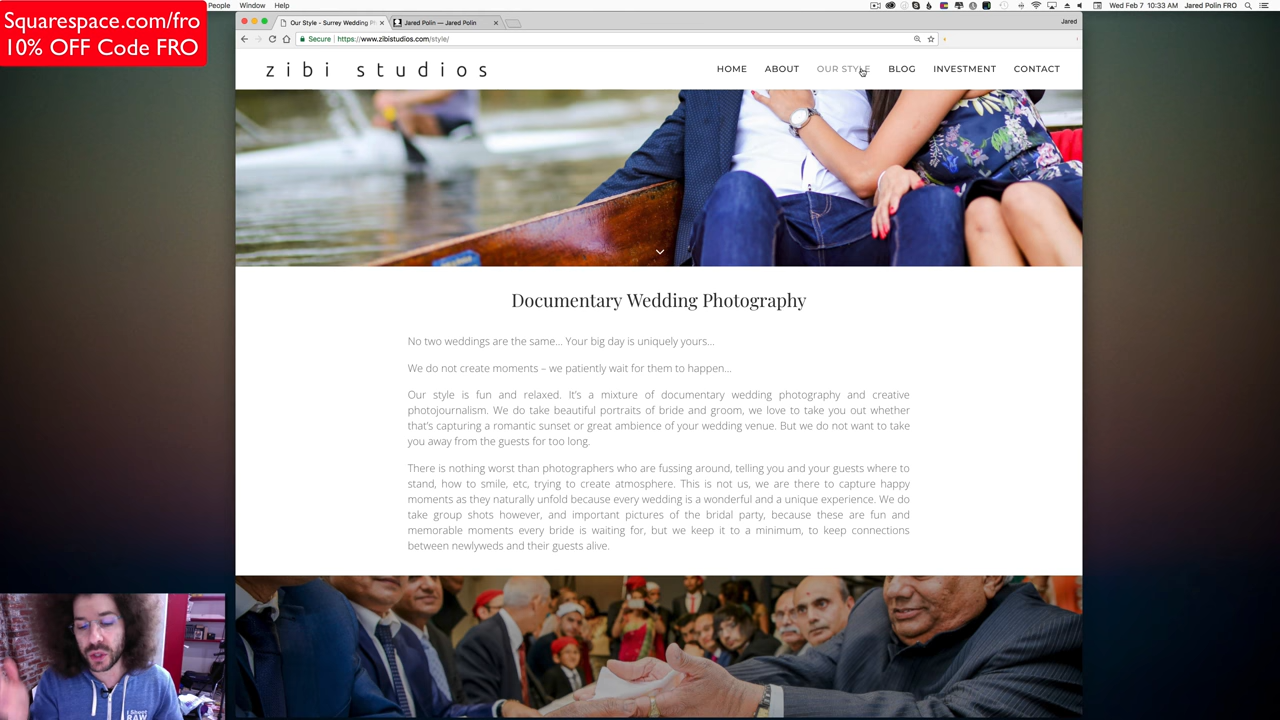 Squarespace.com/fro
10% OFF Code FRO
People Window Help
Wed Feb 7 10:33 AM Jared Polin FRO
Our Style - Surrey Wedding Ph
Jared Polin — Jared Polin
Jared
Secure https://www.zibistudios.com/style/
zibi studios
HOME ABOUT OUR STYLE BLOG INVESTMENT CONTACT
Documentary Wedding Photography
No two weddings are the same... Your big day is uniquely yours...
We do not create moments – we patiently wait for them to happen...
Our style is fun and relaxed. It's a mixture of documentary wedding photography and creative
photojournalism. We do take beautiful portraits of bride and groom, we love to take you out whether
that's capturing a romantic sunset or great ambience of your wedding venue. But we do not want to take
you away from the guests for too long.
There is nothing worst than photographers who are fussing around, telling you and your guests where to
stand, how to smile, etc, trying to create atmosphere. This is not us, we are there to capture happy
moments as they naturally unfold because every wedding is a wonderful and a unique experience. We do
take group shots however, and important pictures of the bridal party, because these are fun and
memorable moments every bride is waiting for, but we keep it to a minimum, to keep connections
between newlyweds and their guests alive.
I Shoot
RAW